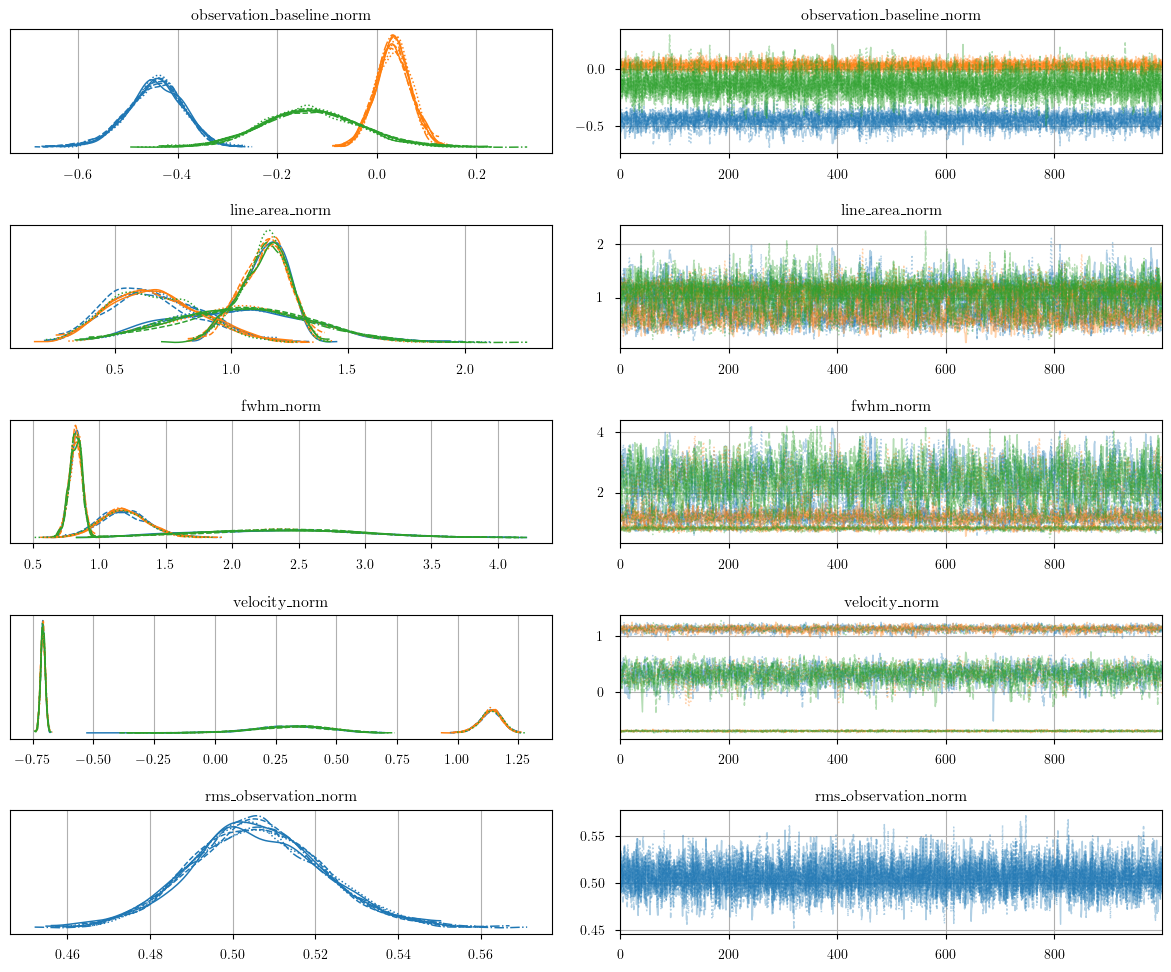 observation_baseline_norm
observation_baseline_norm
0.0
−0.5
−0.6 −0.4 −0.2 0.0 0.2
0 200 400 600 800
line_area_norm
line_area_norm
2
1
0.5 1.0 1.5 2.0
0 200 400 600 800
fwhm_norm
fwhm_norm
4
2
0.5 1.0 1.5 2.0 2.5 3.0 3.5 4.0
0 200 400 600 800
velocity_norm
velocity_norm
1
0
−0.75 −0.50 −0.25 0.00 0.25 0.50 0.75 1.00 1.25
0 200 400 600 800
rms_observation_norm
rms_observation_norm
0.55
0.50
0.45
0.46 0.48 0.50 0.52 0.54 0.56
0 200 400 600 800